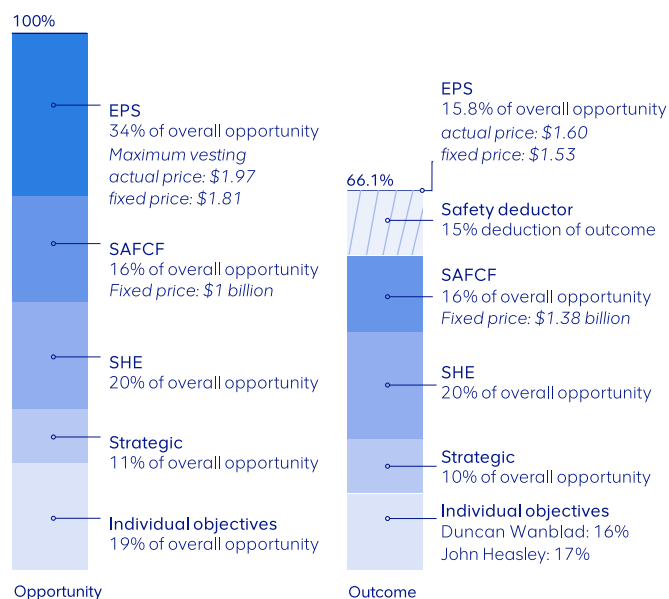 100%
EPS
34% of overall opportunity
Maximum vesting
actual price: $1.97
fixed price: $1.81
SAFCF
16% of overall opportunity
Fixed price: $1 billion
SHE
20% of overall opportunity
Strategic
11% of overall opportunity
Individual objectives
19% of overall opportunity
Opportunity
EPS
15.8% of overall opportunity
actual price: $1.60
fixed price: $1.53
66.1%
Safety deductor
15% deduction of outcome
SAFCF
16% of overall opportunity
Fixed price: $1.38 billion
SHE
20% of overall opportunity
Strategic
10% of overall opportunity
Individual objectives
Duncan Wanblad: 16%
John Heasley: 17%
Outcome